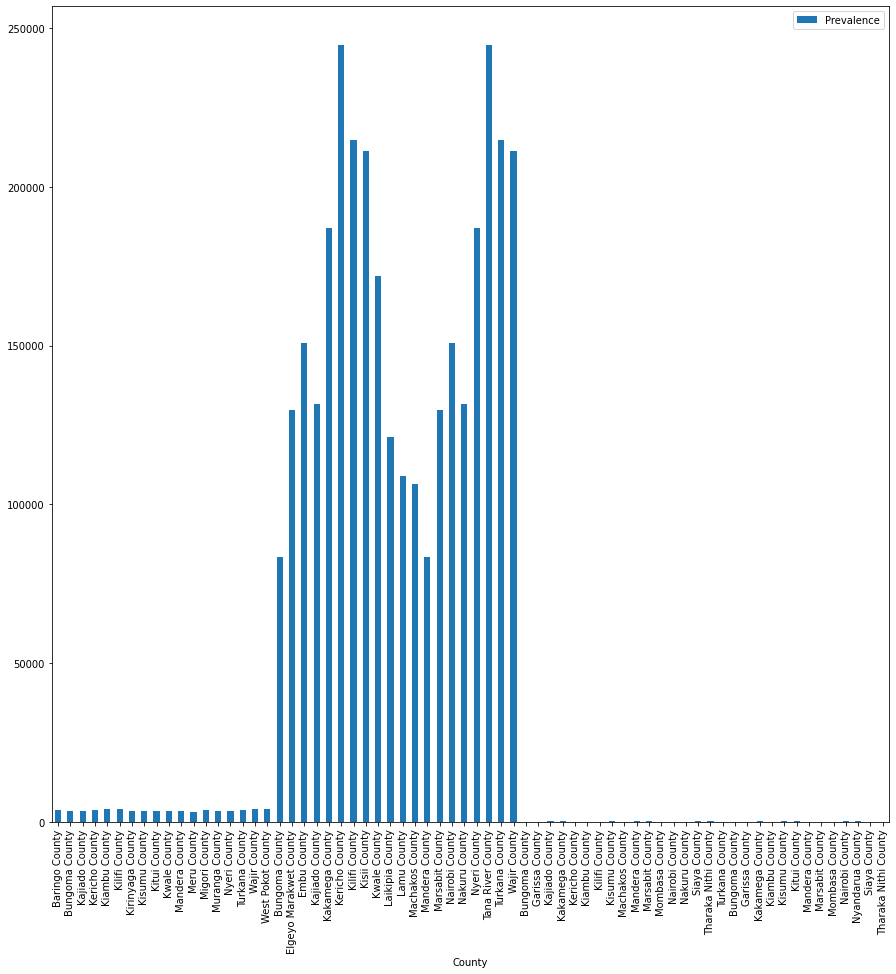 Prevalence
250000
200000
150000
100000
50000
0
Baringo County
Bungoma County
Kajiado County
Kericho County
Kiambu County
Kilifi County
Kirinyaga County
Kisumu County
Kitui County
Kwale County
Mandera County
Meru County
Migori County
Muranga County
Nyeri County
Turkana County
Wajir County
West Pokot County
Bungoma County
Elgeyo Marakwet County
Embu County
Kajiado County
Kakamega County
Kericho County
Kilifi County
Kisii County
Kwale County
Laikipia County
Lamu County
Machakos County
Mandera County
Marsabit County
Nairobi County
Nakuru County
Nyeri County
Tana River County
Turkana County
Wajir County
Bungoma County
Garissa County
Kajiado County
Kakamega County
Kericho County
Kiambu County
Kilifi County
Kisumu County
Machakos County
Mandera County
Marsabit County
Mombasa County
Nairobi County
Nakuru County
Siaya County
Tharaka Nithi County
Turkana County
Bungoma County
Garissa County
Kakamega County
Kiambu County
Kisumu County
Kitui County
Mandera County
Marsabit County
Mombasa County
Nairobi County
Nyandarua County
Siaya County
Tharaka Nithi County
County